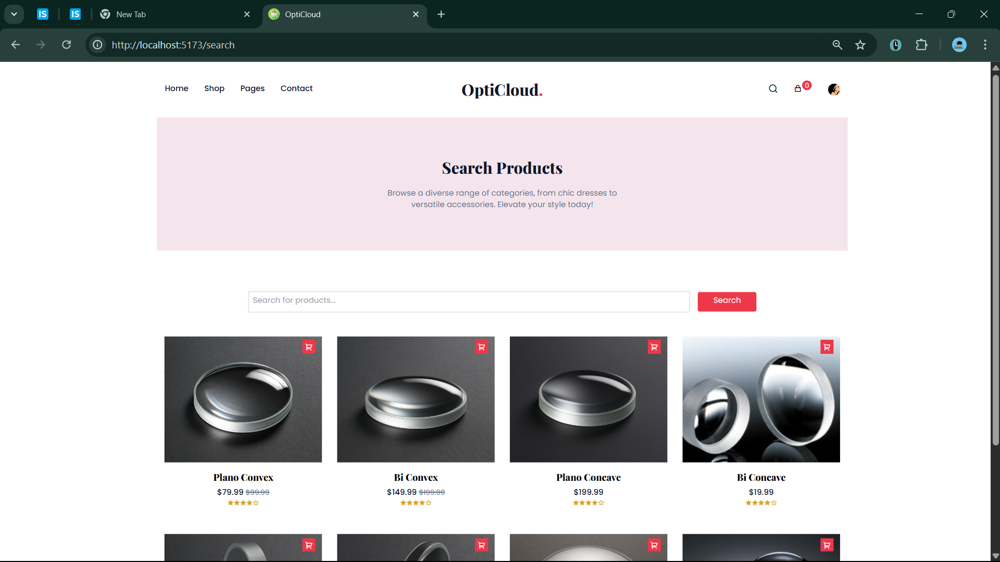 IS
IS
New Tab
OptiCloud
http://localhost:5173/search
Home Shop Pages Contact
OptiCloud.
0
Search Products
Browse a diverse range of categories, from chic dresses to
versatile accessories. Elevate your style today!
Search for products...
Search
Plano Convex
$79.99 $99.99
Bi Convex
$149.99 $199.99
Plano Concave
$199.99
Bi Concave
$19.99